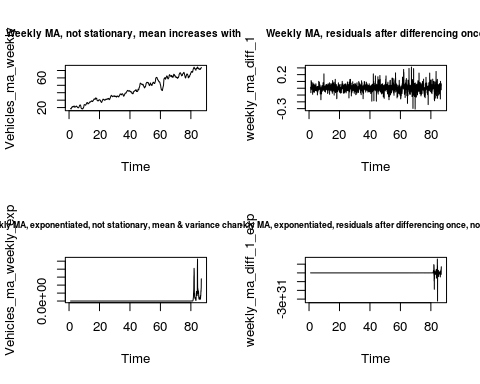 Weekly MA, not stationary, mean increases with
Vehicles_ma_weekly
20 60
0 20 40 60 80
Time
Weekly MA, residuals after differencing once
weekly_ma_diff_1
-0.3 0.2
0 20 40 60 80
Time
kly MA, exponentiated, not stationary, mean & variance chan
Vehicles_ma_weekly_exp
0.0e+00
0 20 40 60 80
Time
kly MA, exponentiated, residuals after differencing once, no
weekly_ma_diff_1_exp
-3e+31
0 20 40 60 80
Time